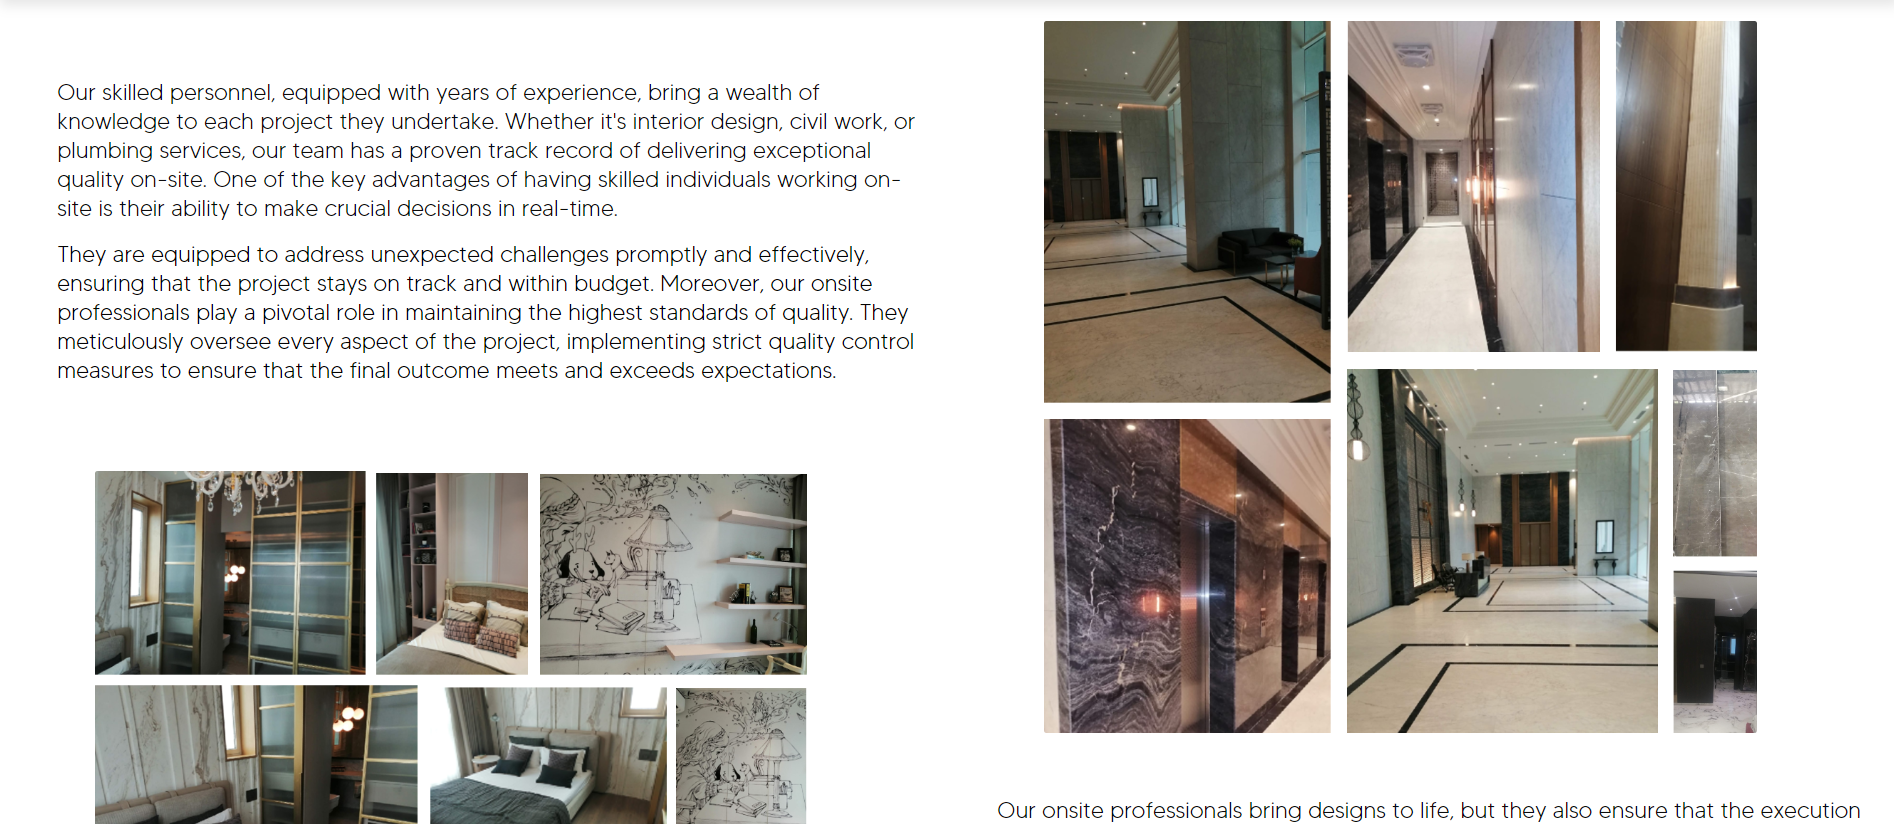 Our skilled personnel, equipped with years of experience, bring a wealth of
knowledge to each project they undertake. Whether it's interior design, civil work, or
plumbing services, our team has a proven track record of delivering exceptional
quality on-site. One of the key advantages of having skilled individuals working on-
site is their ability to make crucial decisions in real-time.
They are equipped to address unexpected challenges promptly and effectively,
ensuring that the project stays on track and within budget. Moreover, our onsite
professionals play a pivotal role in maintaining the highest standards of quality. They
meticulously oversee every aspect of the project, implementing strict quality control
measures to ensure that the final outcome meets and exceeds expectations.
Our onsite professionals bring designs to life, but they also ensure that the execution